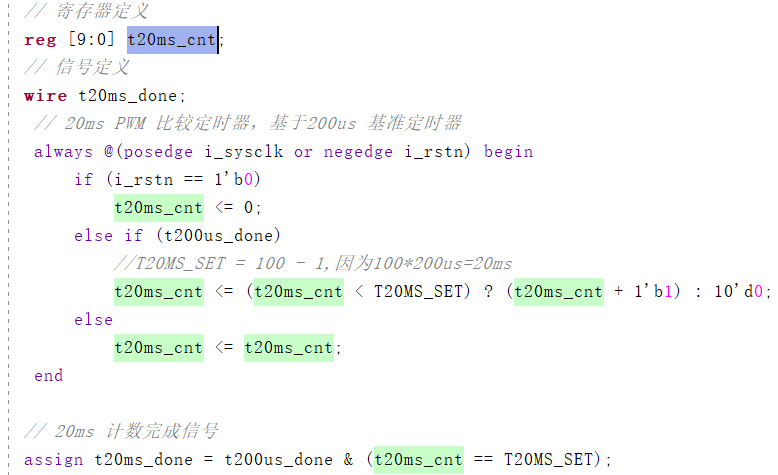 // 寄存器定义
reg [9:0] t20ms_cnt;
// 信号定义
wire t20ms_done;
// 20ms PWM 比较定时器，基于200us 基准定时器
always @(posedge i_sysclk or negedge i_rstn) begin
if (i_rstn == 1'b0)
t20ms_cnt <= 0;
else if (t200us_done)
//T20MS_SET = 100 - 1,因为100*200us=20ms
t20ms_cnt <= (t20ms_cnt < T20MS_SET) ? (t20ms_cnt + 1'b1) : 10'd0;
else
t20ms_cnt <= t20ms_cnt;
end
// 20ms 计数完成信号
assign t20ms_done = t200us_done & (t20ms_cnt == T20MS_SET);